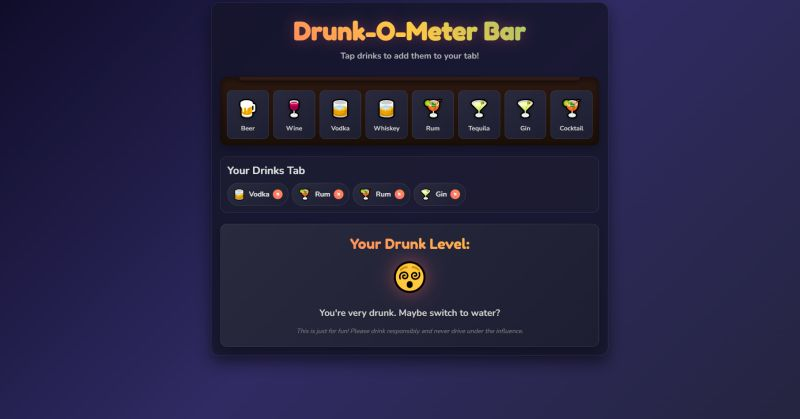 Drunk-O-Meter Bar
Tap drinks to add them to your tab!
Beer Wine Vodka Whiskey Rum Tequila Gin Cocktail
Your Drinks Tab
Vodka × Rum × Rum × Gin ×
Your Drunk Level:
You're very drunk. Maybe switch to water?
This is just for fun! Please drink responsibly and never drive under the influence.